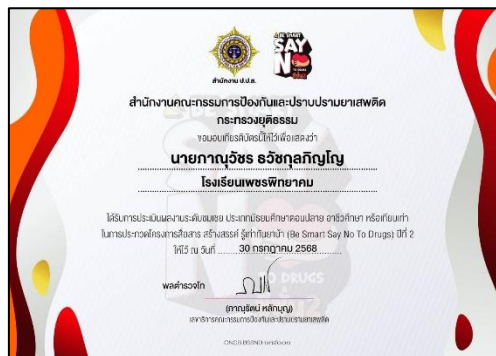 สำนักงาน ป.ป.ส.
BE SMART
SAY
NO
สำนักงานคณะกรรมการป้องกันและปราบปรามยาเสพติด
กระทรวงยุติธรรม
ขอมอบเกียรติบัตรนี้ให้ไว้เพื่อแสดงว่า
นายภาณุวัชร ธวัชกุลภิญโญ
โรงเรียนเพชรพิทยาคม
ได้รับการประเมินผลงานระดับชมเชย ประเภทมัธยมศึกษาตอนปลาย อาชีวศึกษา หรือเทียบเท่า
ในการประกวดโครงการสื่อสาร สร้างสรรค์ รู้เท่าทันยาบ้า (Be Smart Say No To Drugs) ปีที่ 2
ให้ไว้ ณ วันที่ 30 กรกฎาคม 2568
พลตำรวจโท
(ภาณุรัตน์ หลักบุญ)
เลขาธิการคณะกรรมการป้องกันและปราบปรามยาเสพติด
TO DRUGS